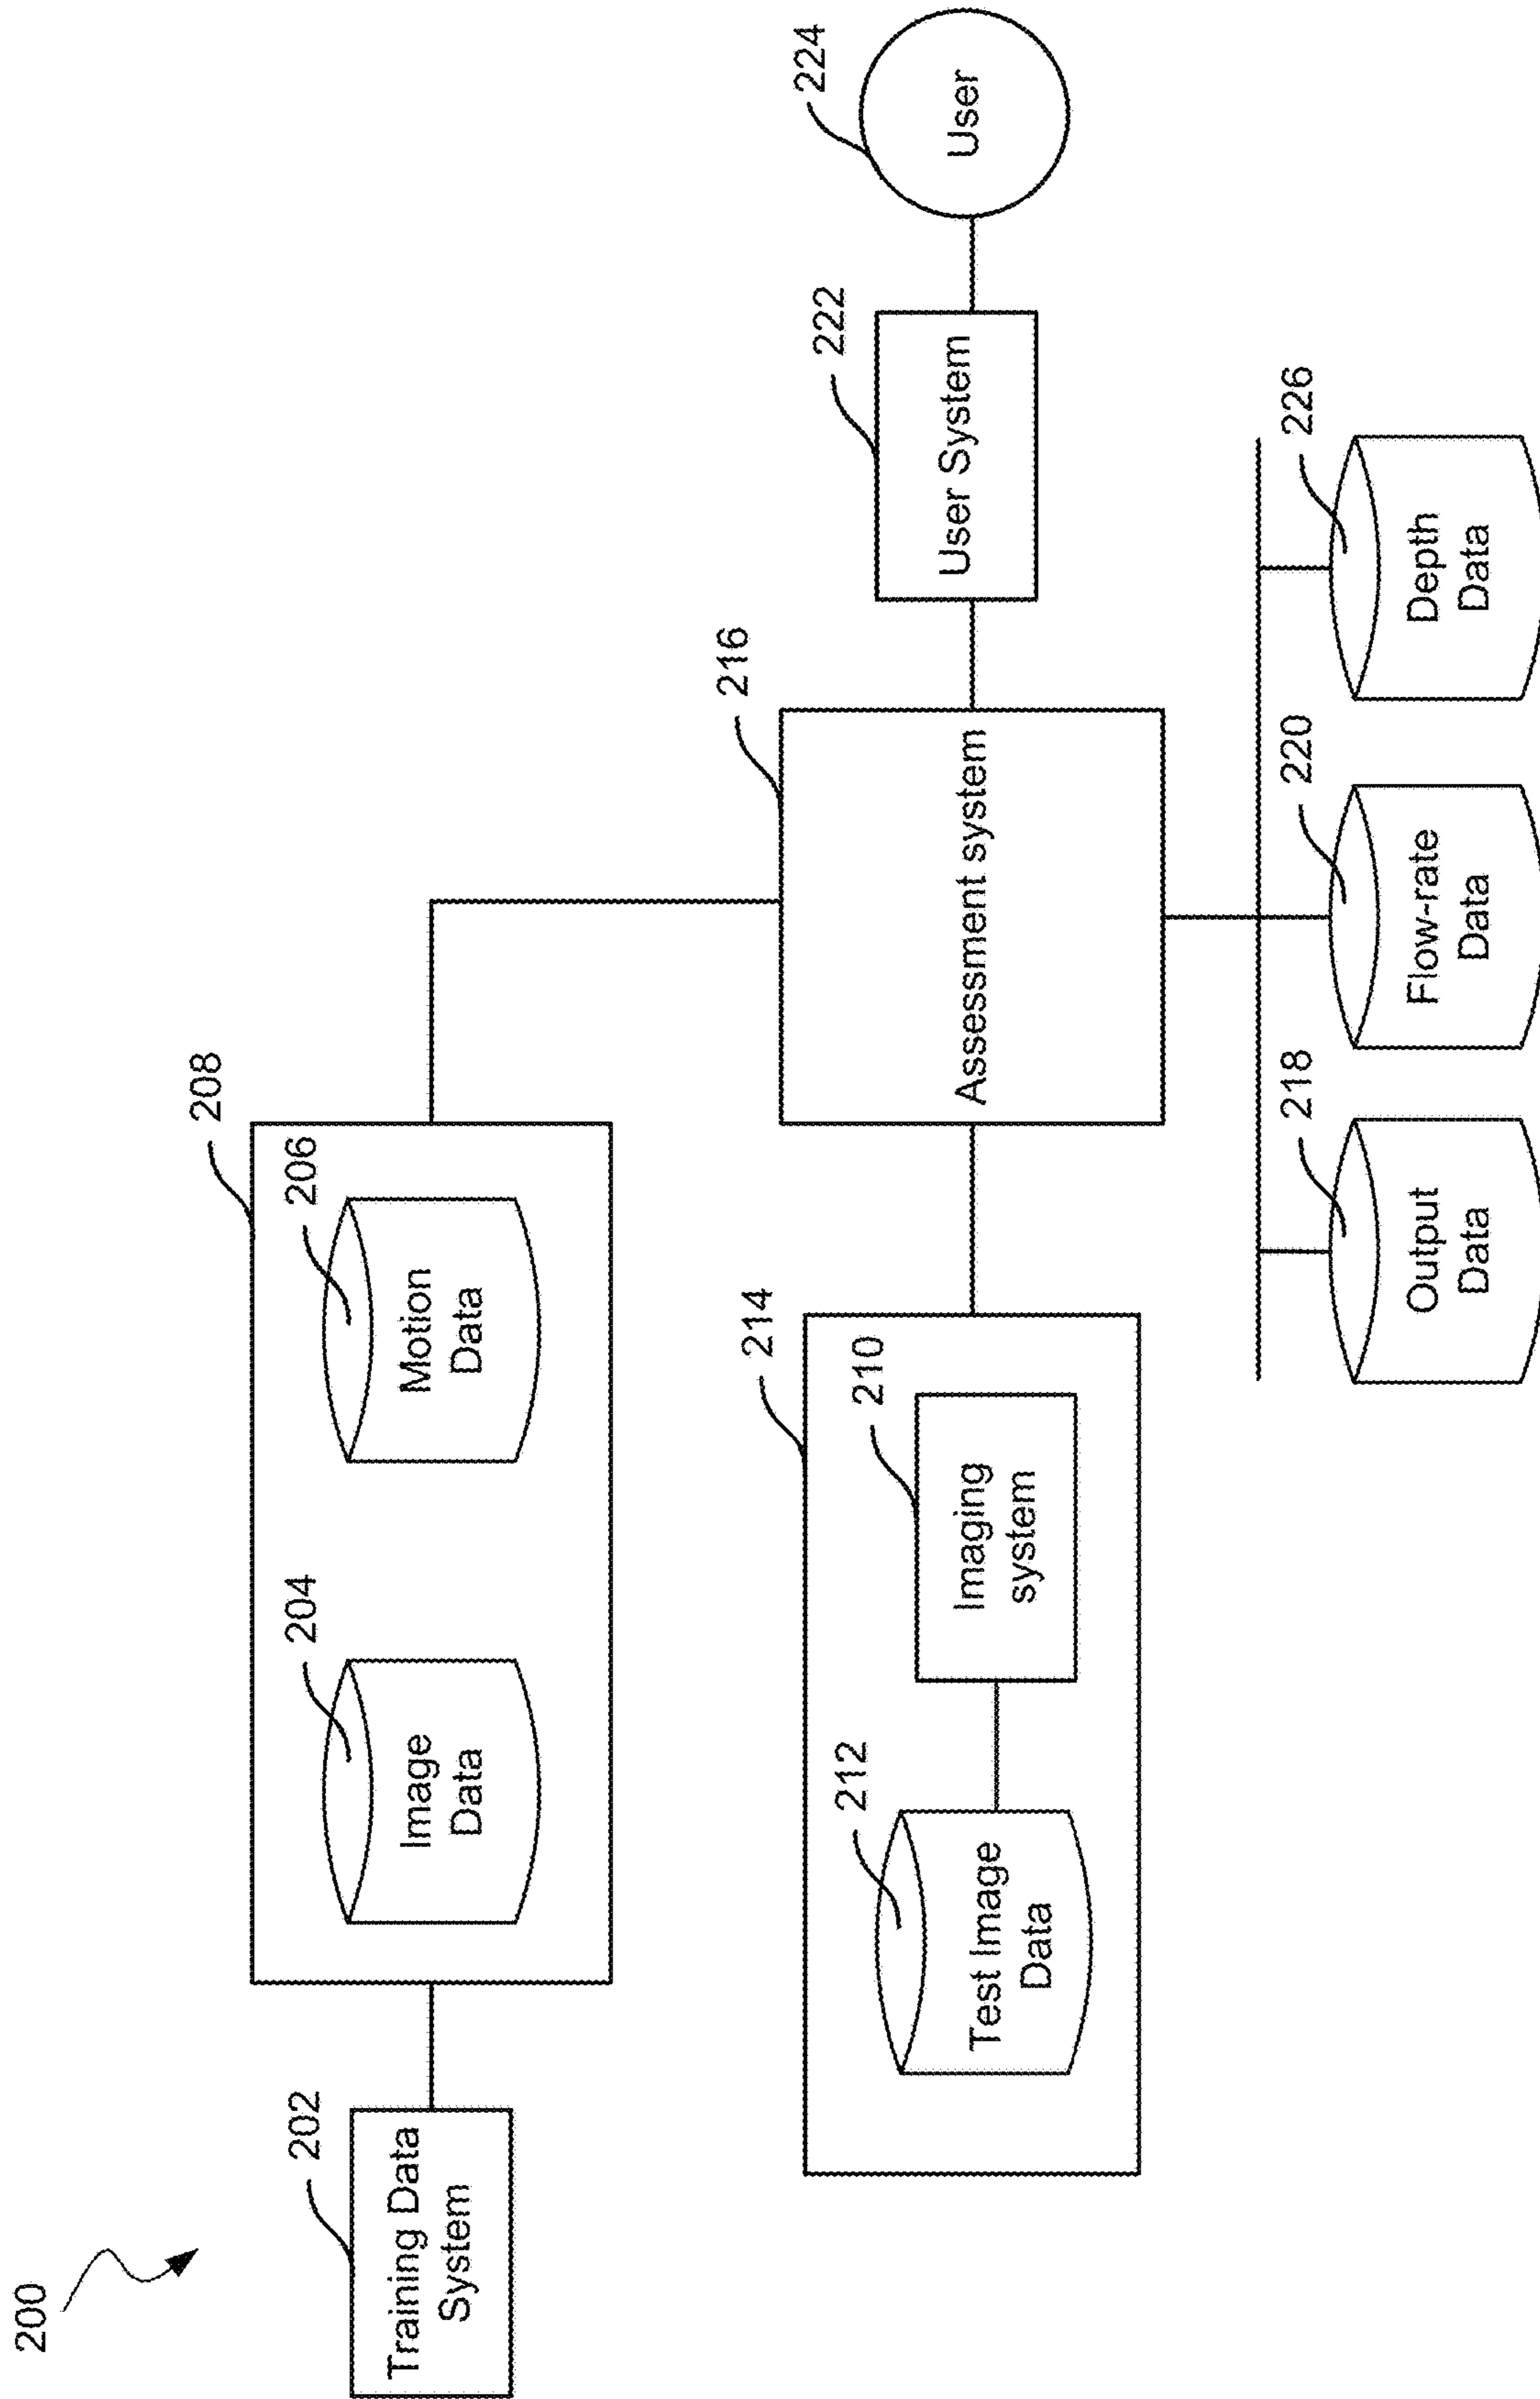 200
202
Training Data
System
208
204
Image
Data
206
Motion
Data
214
212
Test Image
Data
210
Imaging
system
216
Assessment system
222
User System
224
User
218
Output
Data
220
Flow-rate
Data
226
Depth
Data